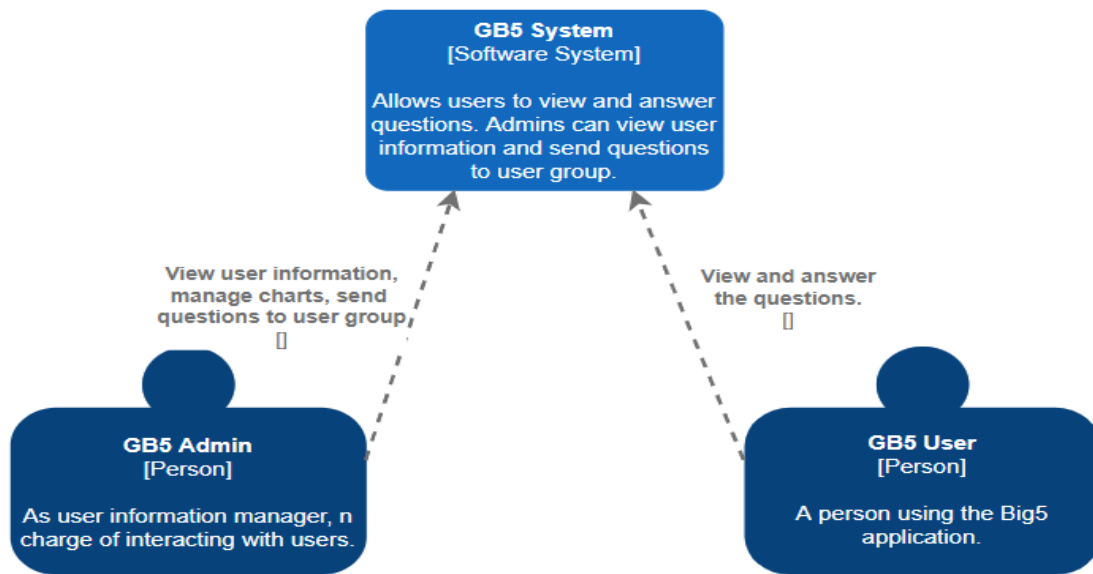 GB5 System
[Software System]
Allows users to view and answer
questions. Admins can view user
information and send questions
to user group.
View user information,
manage charts, send
questions to user group
[]
View and answer
the questions.
[]
GB5 Admin
[Person]
As user information manager, n
charge of interacting with users.
GB5 User
[Person]
A person using the Big5
application.